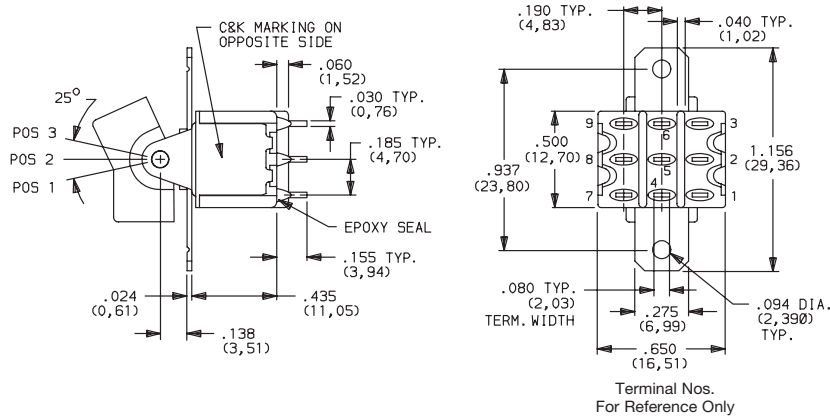 C&K MARKING ON
OPPOSITE SIDE
.060
(1,52)
.030 TYP.
(0,76)
25°
POS 3
POS 2
POS 1
.185 TYP.
(4,70)
EPOXY SEAL
.155 TYP.
(3,94)
.024
(0,61)
.435
(11,05)
.138
(3,51)
.190 TYP.
(4,83)
.040 TYP.
(1,02)
9
6
3
.500
(12,70)
1.156
(29,36)
8
5
2
.937
(23,80)
4
7
1
.080 TYP.
(2,03)
TERM. WIDTH
.275
(6,99)
.094 DIA.
(2,390)
TYP.
.650
(16,51)
Terminal Nos.
For Reference Only